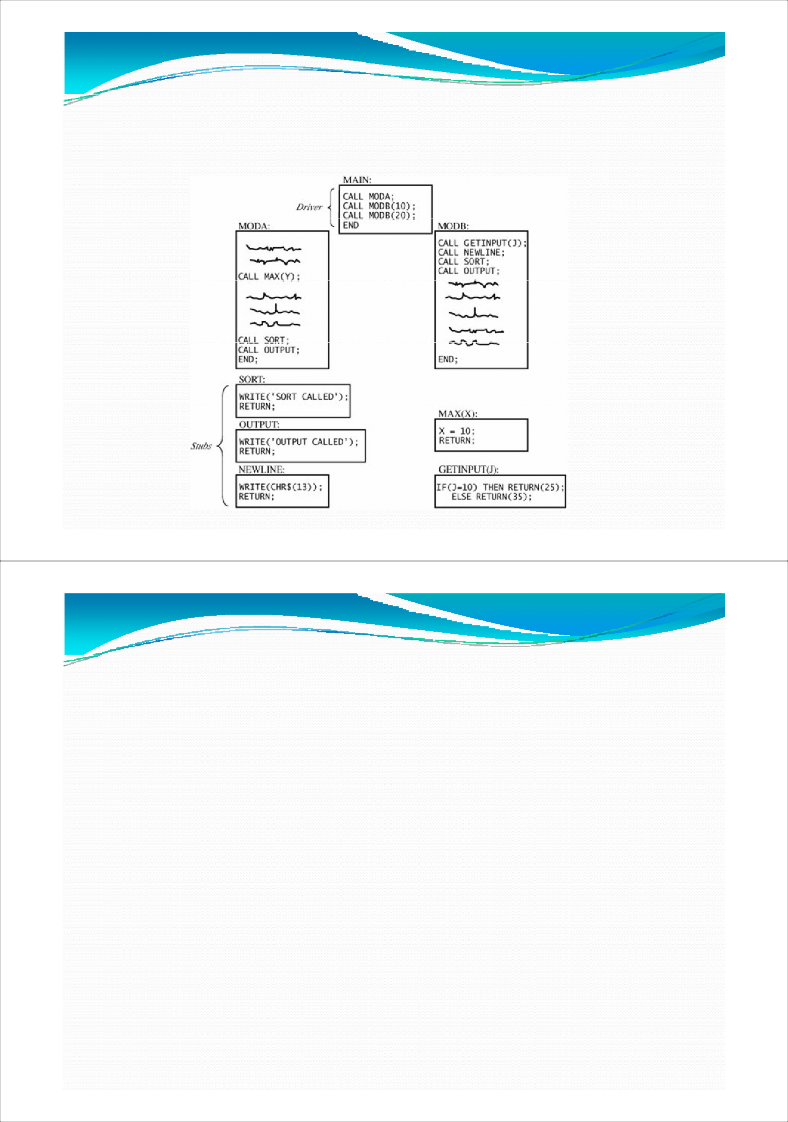 MAIN:
Driver
CALL MODA;
CALL MODB(10);
CALL MODB(20);
END
MODA:
CALL MAX(Y);
CALL SORT;
CALL OUTPUT;
END;
MODB:
CALL GETINPUT(J);
CALL NEWLINE;
CALL SORT;
CALL OUTPUT;
END;
Stubs
SORT:
WRITE('SORT CALLED');
RETURN;
OUTPUT:
WRITE('OUTPUT CALLED');
RETURN;
NEWLINE:
WRITE(CHR$(13));
RETURN;
MAX(X):
X = 10;
RETURN;
GETINPUT(J):
IF(J=10) THEN RETURN(25);
ELSE RETURN(35);